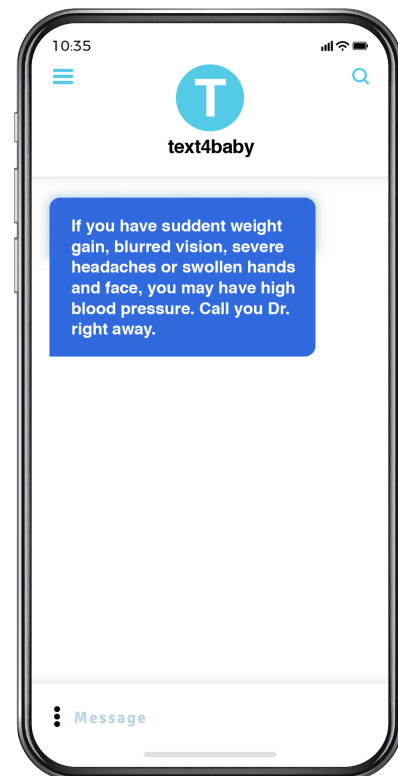 10:35
T
text4baby
If you have suddent weight
gain, blurred vision, severe
headaches or swollen hands
and face, you may have high
blood pressure. Call you Dr.
right away.
Message